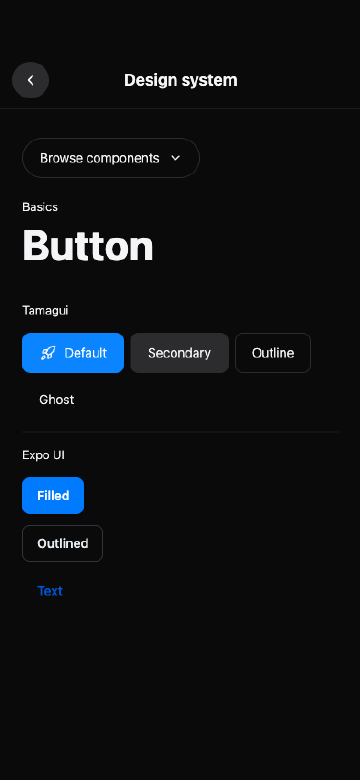 Design system
Browse components
Basics
Button
Tamagui
Default Secondary Outline
Ghost
Expo UI
Filled
Outlined
Text